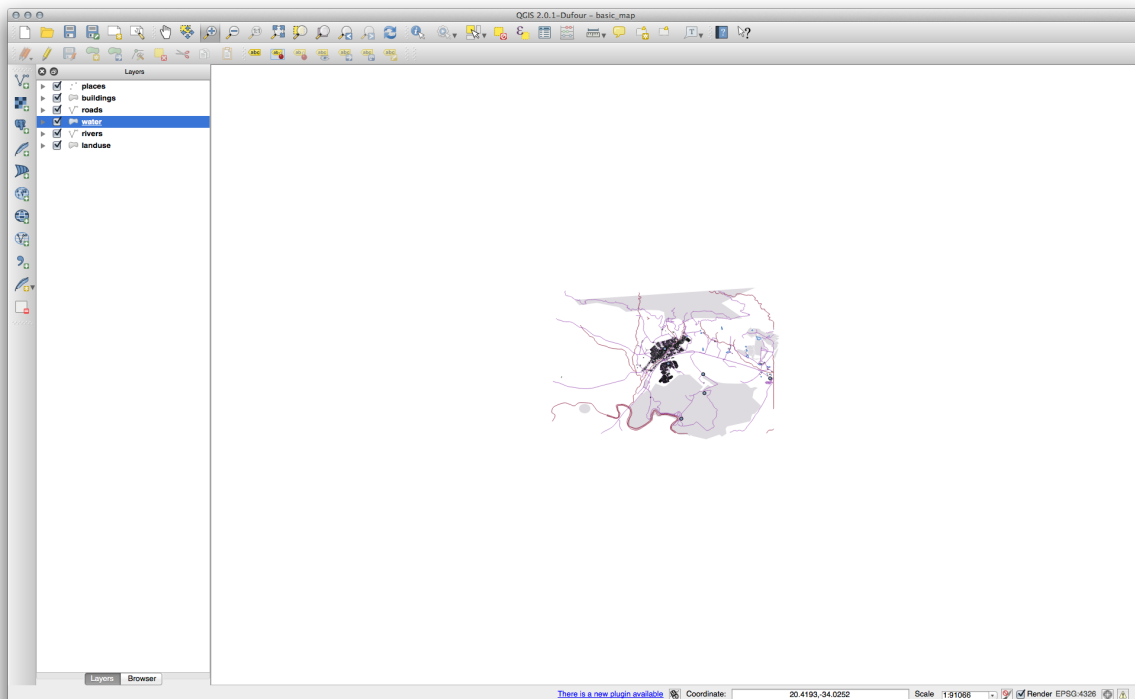 QGIS 2.0.1-Dufour - basic_map
Layers
places
buildings
roads
water
rivers
landuse
Layers Browser
There is a new plugin available Coordinate: 20.4193,-34.0252 Scale 1:91066 Render EPSG:4326